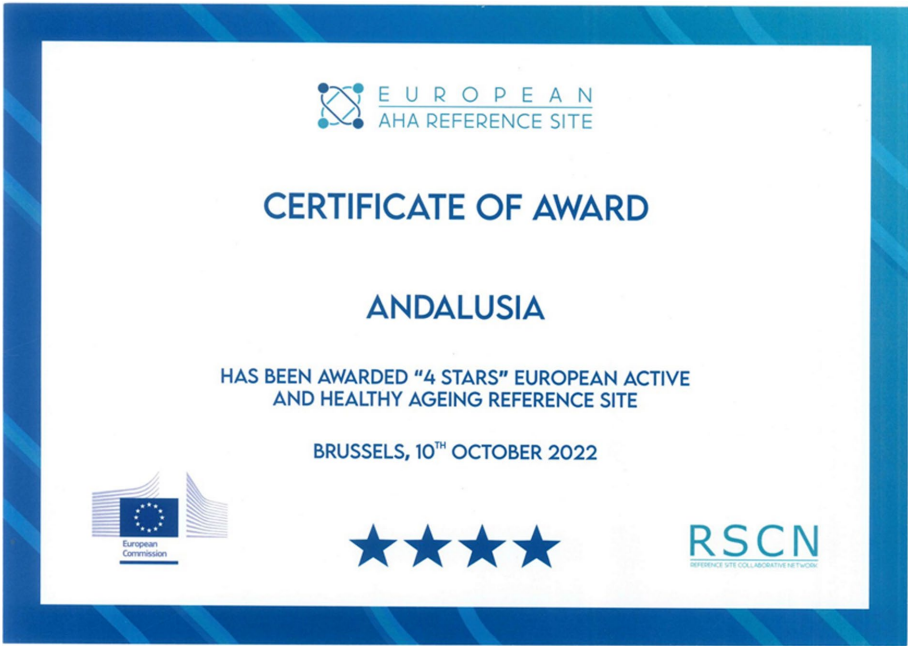 EUROPEAN
AHA REFERENCE SITE
CERTIFICATE OF AWARD
ANDALUSIA
HAS BEEN AWARDED "4 STARS" EUROPEAN ACTIVE
AND HEALTHY AGEING REFERENCE SITE
BRUSSELS, 10TH OCTOBER 2022
European
Commission
RSCN
REFERENCE SITE COLLABORATIVE NETWORK